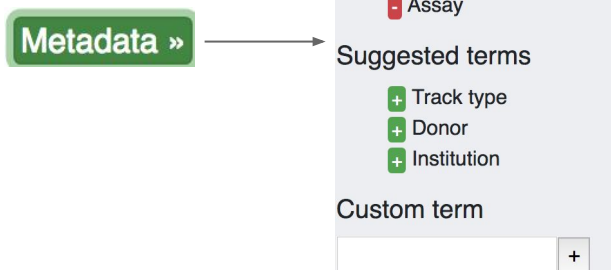 Metadata »
- Assay
Suggested terms
+ Track type
+ Donor
+ Institution
Custom term
+